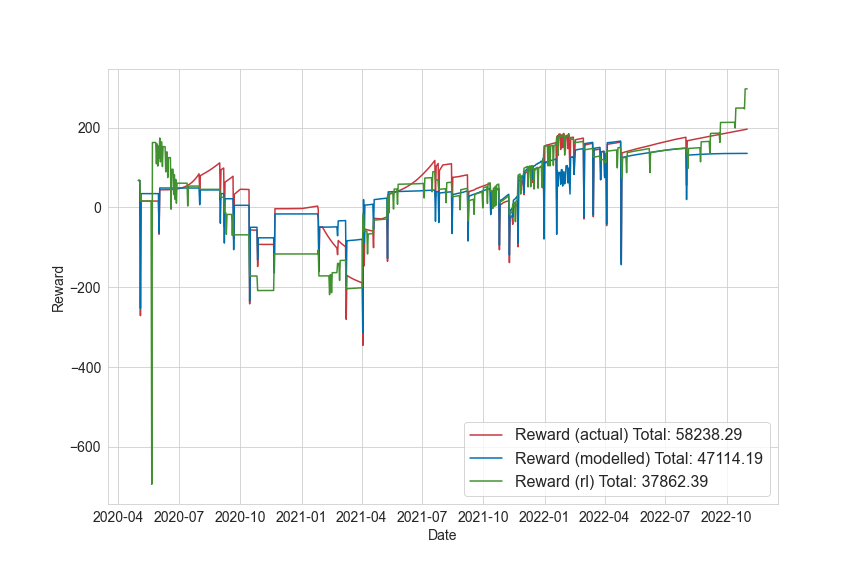 200
0
−200
−400
−600
Reward
Reward (actual) Total: 58238.29
Reward (modelled) Total: 47114.19
Reward (rl) Total: 37862.39
2020-04 2020-07 2020-10 2021-01 2021-04 2021-07 2021-10 2022-01 2022-04 2022-07 2022-10
Date